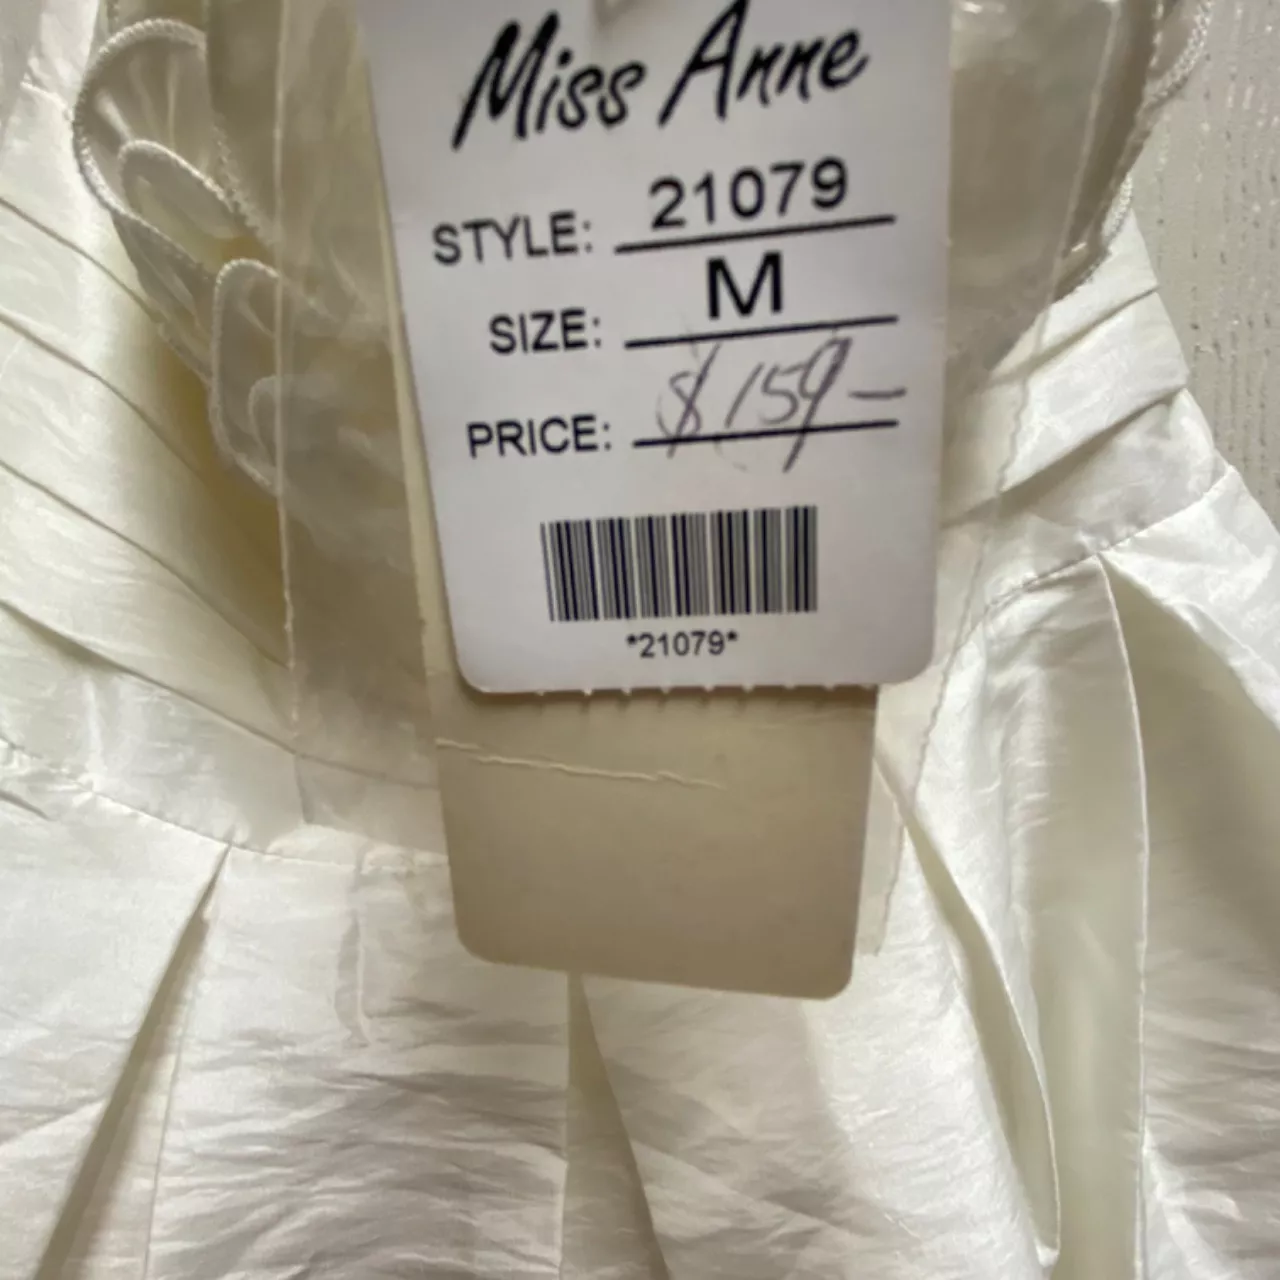 Miss Anne
STYLE: 21079
SIZE: M
PRICE: $159-
*21079*